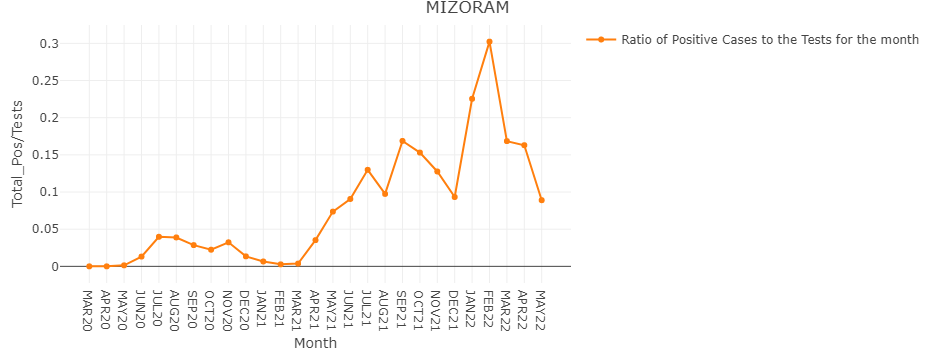 MIZORAM
Ratio of Positive Cases to the Tests for the month
Total_Pos/Tests
0.3
0.25
0.2
0.15
0.1
0.05
0
MAR20
APR20
MAY20
JUN20
JUL20
AUG20
SEP20
OCT20
NOV20
DEC20
JAN21
FEB21
MAR21
APR21
MAY21
JUN21
JUL21
AUG21
SEP21
OCT21
NOV21
DEC21
JAN22
FEB22
MAR22
APR22
MAY22
Month